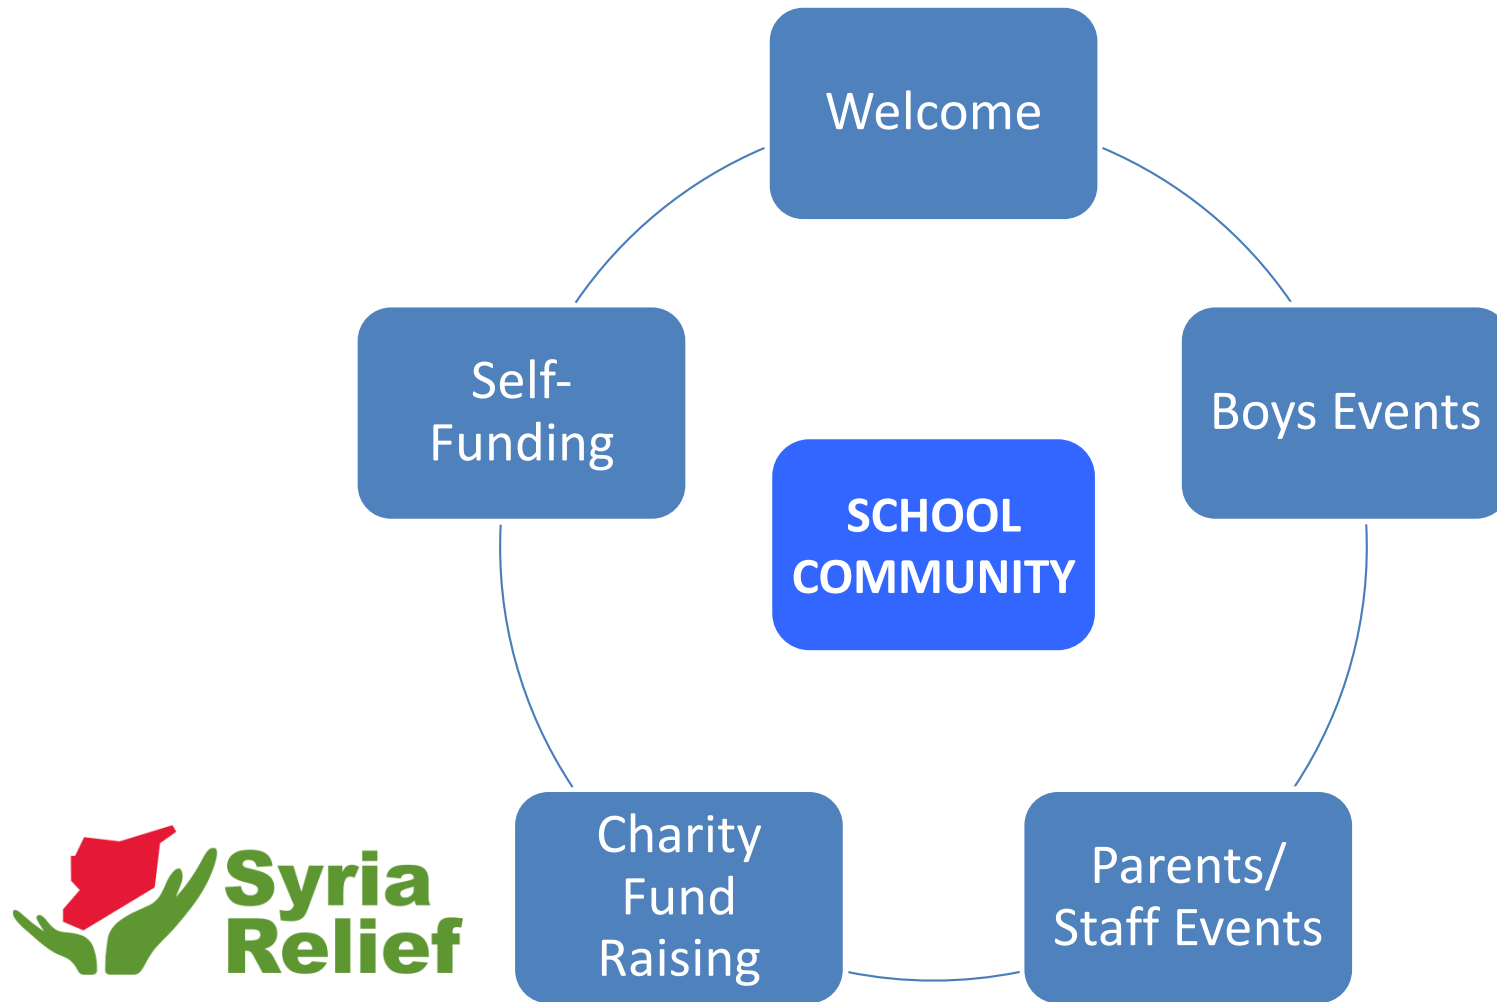 Welcome
Boys Events
Parents/
Staff Events
Charity
Fund
Raising
Self-
Funding
SCHOOL
COMMUNITY
Syria
Relief